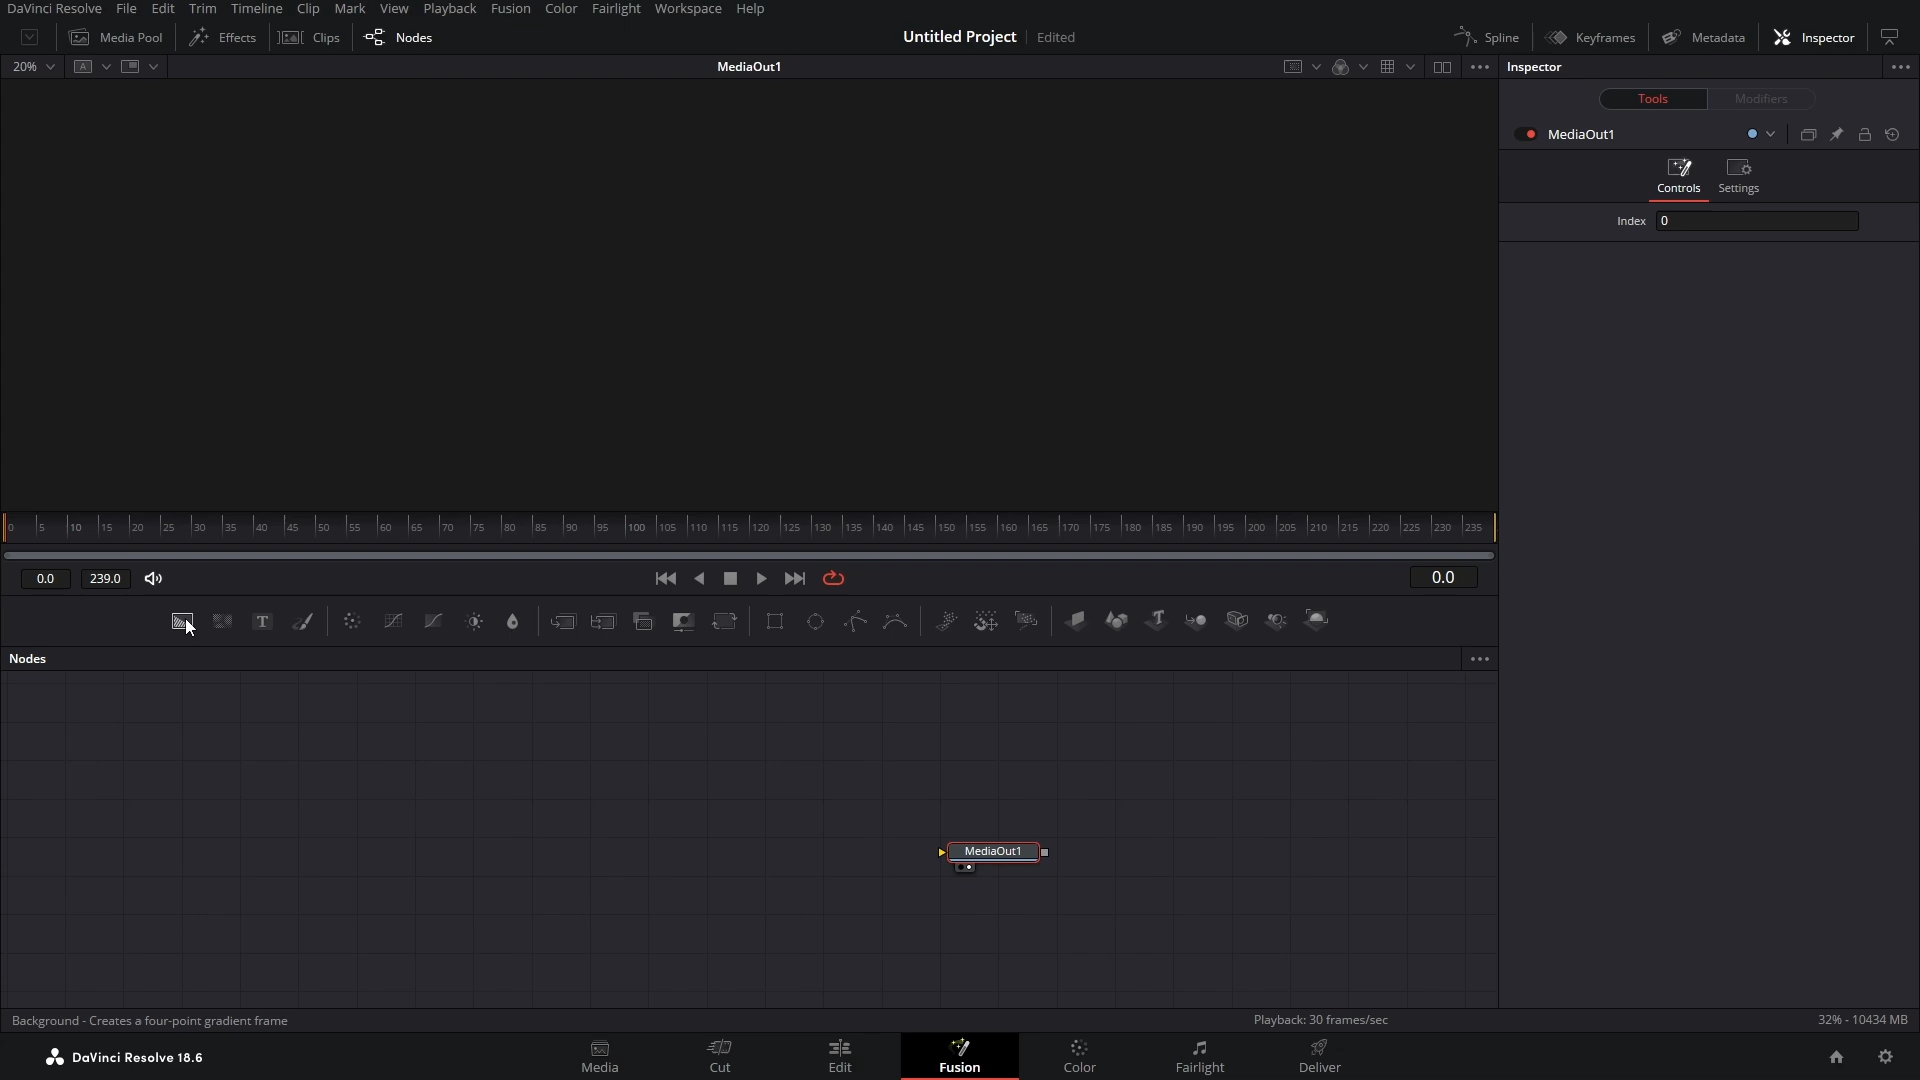 DaVinci Resolve File Edit Trim Timeline Clip Mark View Playback Fusion Color Fairlight Workspace Help
Media Pool Effects Clips Nodes Untitled Project Edited Spline Keyframes Metadata Inspector
20% A MediaOut1 Inspector
Tools Modifiers
MediaOut1
Controls Settings
Index 0
0 5 10 15 20 25 30 35 40 45 50 55 60 65 70 75 80 85 90 95 100 105 110 115 120 125 130 135 140 145 150 155 160 165 170 175 180 185 190 195 200 205 210 215 220 225 230 235
0.0 239.0 0.0
T T
Nodes
MediaOut1
Background - Creates a four-point gradient frame Playback: 30 frames/sec 32% - 10434 MB
DaVinci Resolve 18.6 Media Cut Edit Fusion Color Fairlight Deliver